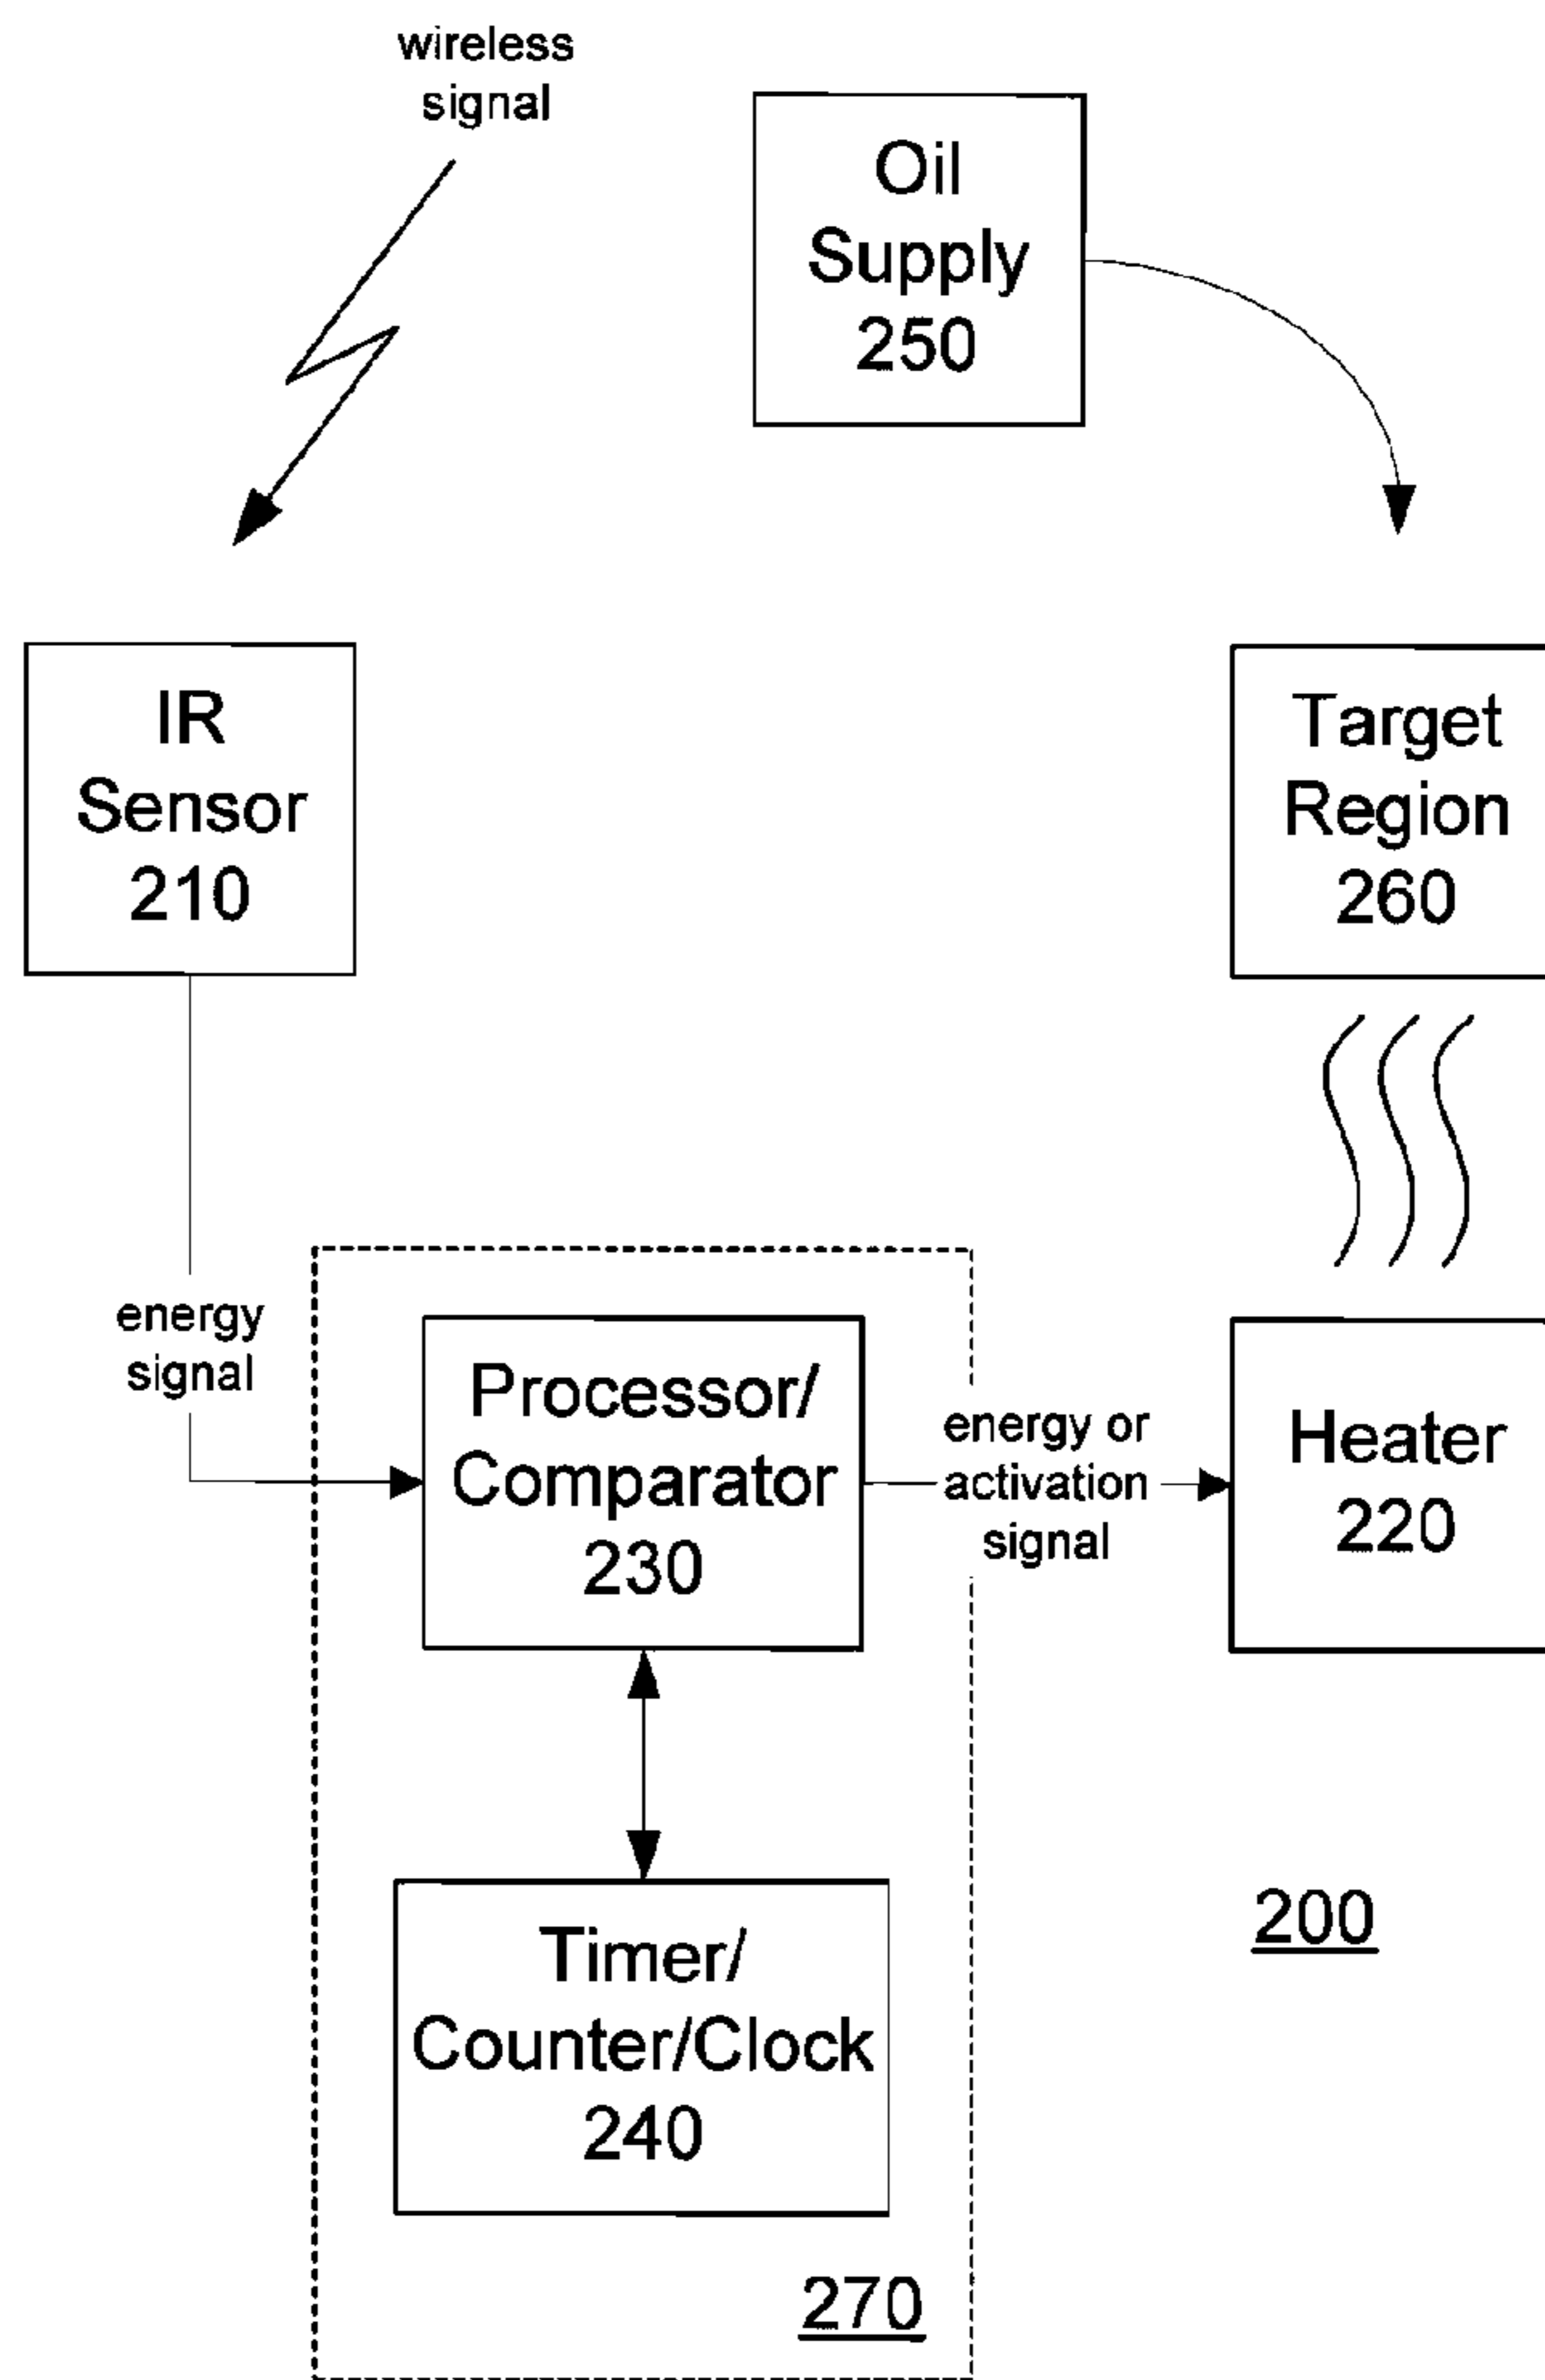 wireless
signal
Oil
Supply
250
IR
Sensor
210
Target
Region
260
energy
signal
Processor/
Comparator
230
energy or
activation
signal
Heater
220
Timer/
Counter/Clock
240
200
270